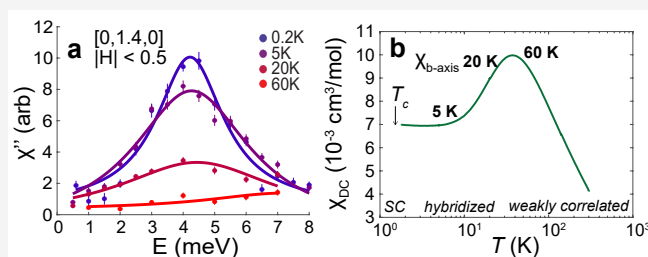 a
[0,1.4,0]
|H| < 0.5
0.2K
5K
20K
60K
χ'' (arb)
12
10
8
6
4
2
0
0 1 2 3 4 5 6 7 8
E (meV)
b
χb-axis
20 K
60 K
5 K
Tc
SC
hybridized
weakly correlated
χDC (10⁻³ cm³/mol)
11
10
9
8
7
6
5
4
3
10⁰ 10¹ 10² 10³
T (K)